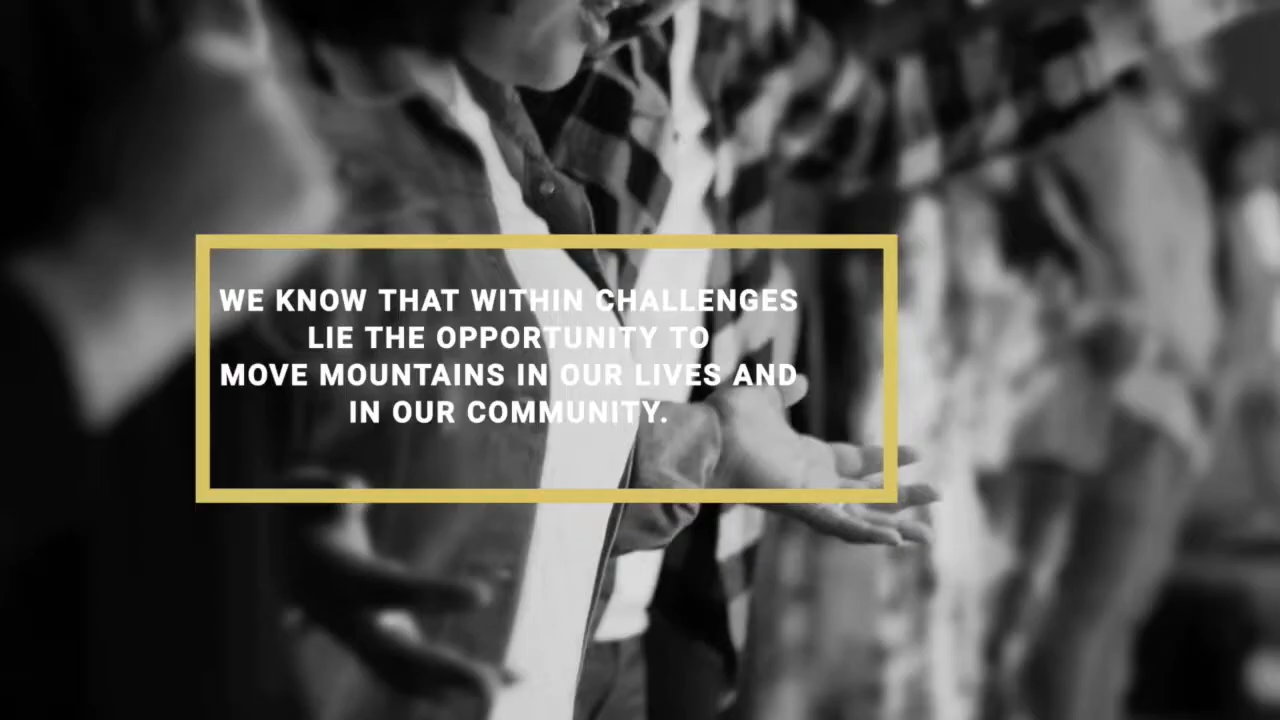 WE KNOW THAT WITHIN CHALLENGES
LIE THE OPPORTUNITY TO
MOVE MOUNTAINS IN OUR LIVES AND
IN OUR COMMUNITY.